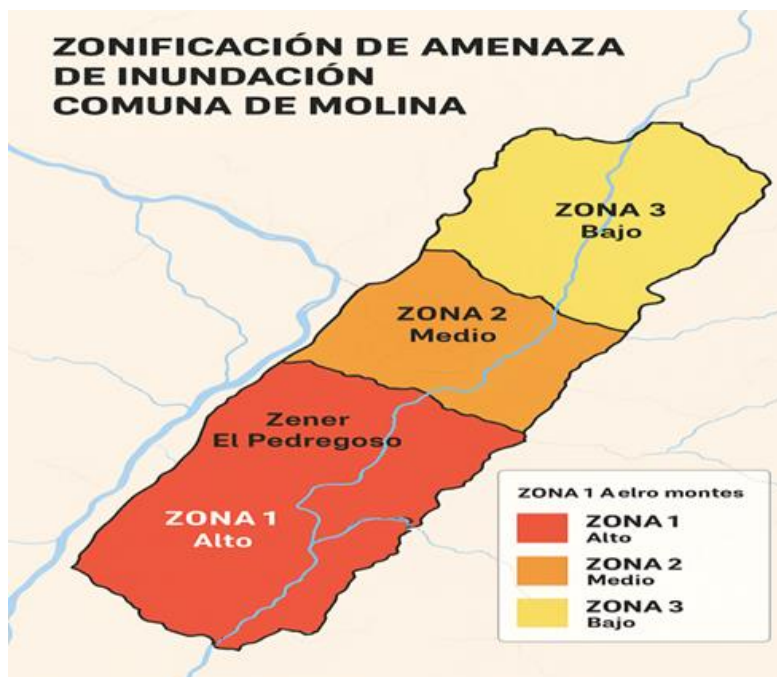 ZONIFICACIÓN DE AMENAZA
DE INUNDACIÓN
COMUNA DE MOLINA
ZONA 3
Bajo
ZONA 2
Medio
Zener
El Pedregoso
ZONA 1
Alto
ZONA 1 A elro montes
ZONA 1
Alto
ZONA 2
Medio
ZONA 3
Bajo